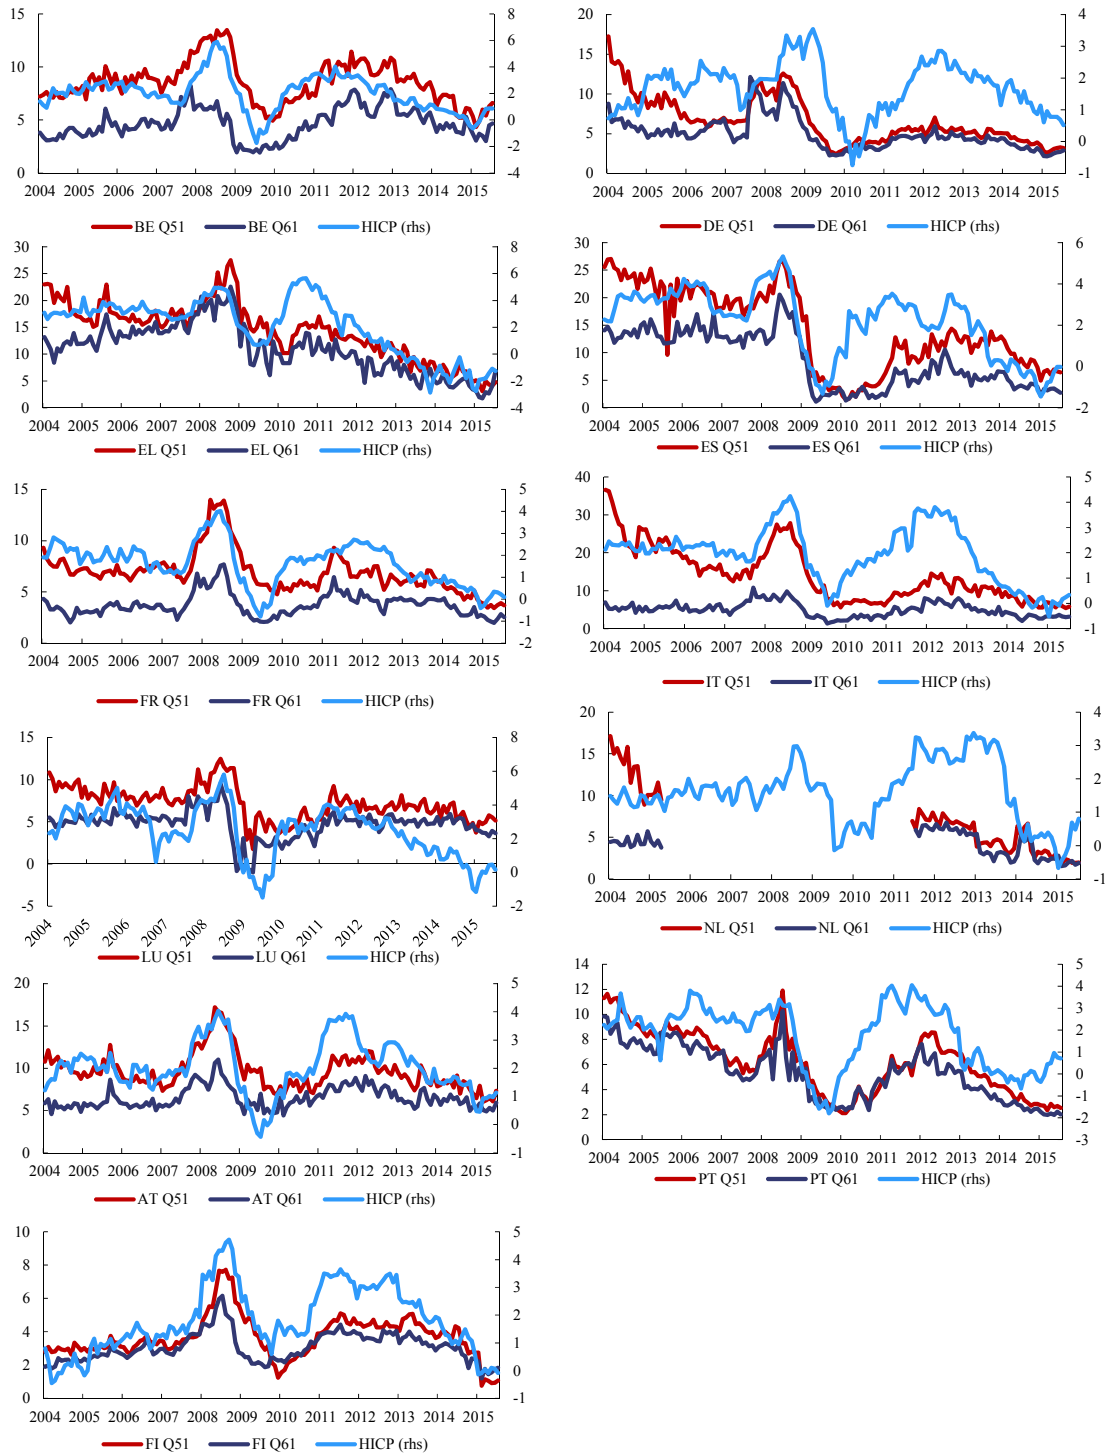 15 10 5 0
8 6 4 2 0 -2 -4
2004 2005 2006 2007 2008 2009 2010 2011 2012 2013 2014 2015
BE Q51 BE Q61 HICP (rhs)
20 15 10 5 0
4 3 2 1 0 -1
2004 2005 2006 2007 2008 2009 2010 2011 2012 2013 2014 2015
DE Q51 DE Q61 HICP (rhs)
30 25 20 15 10 5 0
8 6 4 2 0 -2 -4
2004 2005 2006 2007 2008 2009 2010 2011 2012 2013 2014 2015
EL Q51 EL Q61 HICP (rhs)
30 25 20 15 10 5 0
6 4 2 0 -2
2004 2005 2006 2007 2008 2009 2010 2011 2012 2013 2014 2015
ES Q51 ES Q61 HICP (rhs)
15 10 5 0
5 4 3 2 1 0 -1 -2
2004 2005 2006 2007 2008 2009 2010 2011 2012 2013 2014 2015
FR Q51 FR Q61 HICP (rhs)
40 30 20 10 0
5 4 3 2 1 0 -1
2004 2005 2006 2007 2008 2009 2010 2011 2012 2013 2014 2015
IT Q51 IT Q61 HICP (rhs)
15 10 5 0 -5
8 6 4 2 0 -2
2004 2005 2006 2007 2008 2009 2010 2011 2012 2013 2014 2015
LU Q51 LU Q61 HICP (rhs)
20 15 10 5 0
4 3 2 1 0 -1
2004 2005 2006 2007 2008 2009 2010 2011 2012 2013 2014 2015
NL Q51 NL Q61 HICP (rhs)
20 15 10 5 0
5 4 3 2 1 0 -1
2004 2005 2006 2007 2008 2009 2010 2011 2012 2013 2014 2015
AT Q51 AT Q61 HICP (rhs)
14 12 10 8 6 4 2 0
5 4 3 2 1 0 -1 -2 -3
2004 2005 2006 2007 2008 2009 2010 2011 2012 2013 2014 2015
PT Q51 PT Q61 HICP (rhs)
10 8 6 4 2 0
5 4 3 2 1 0 -1
2004 2005 2006 2007 2008 2009 2010 2011 2012 2013 2014 2015
FI Q51 FI Q61 HICP (rhs)